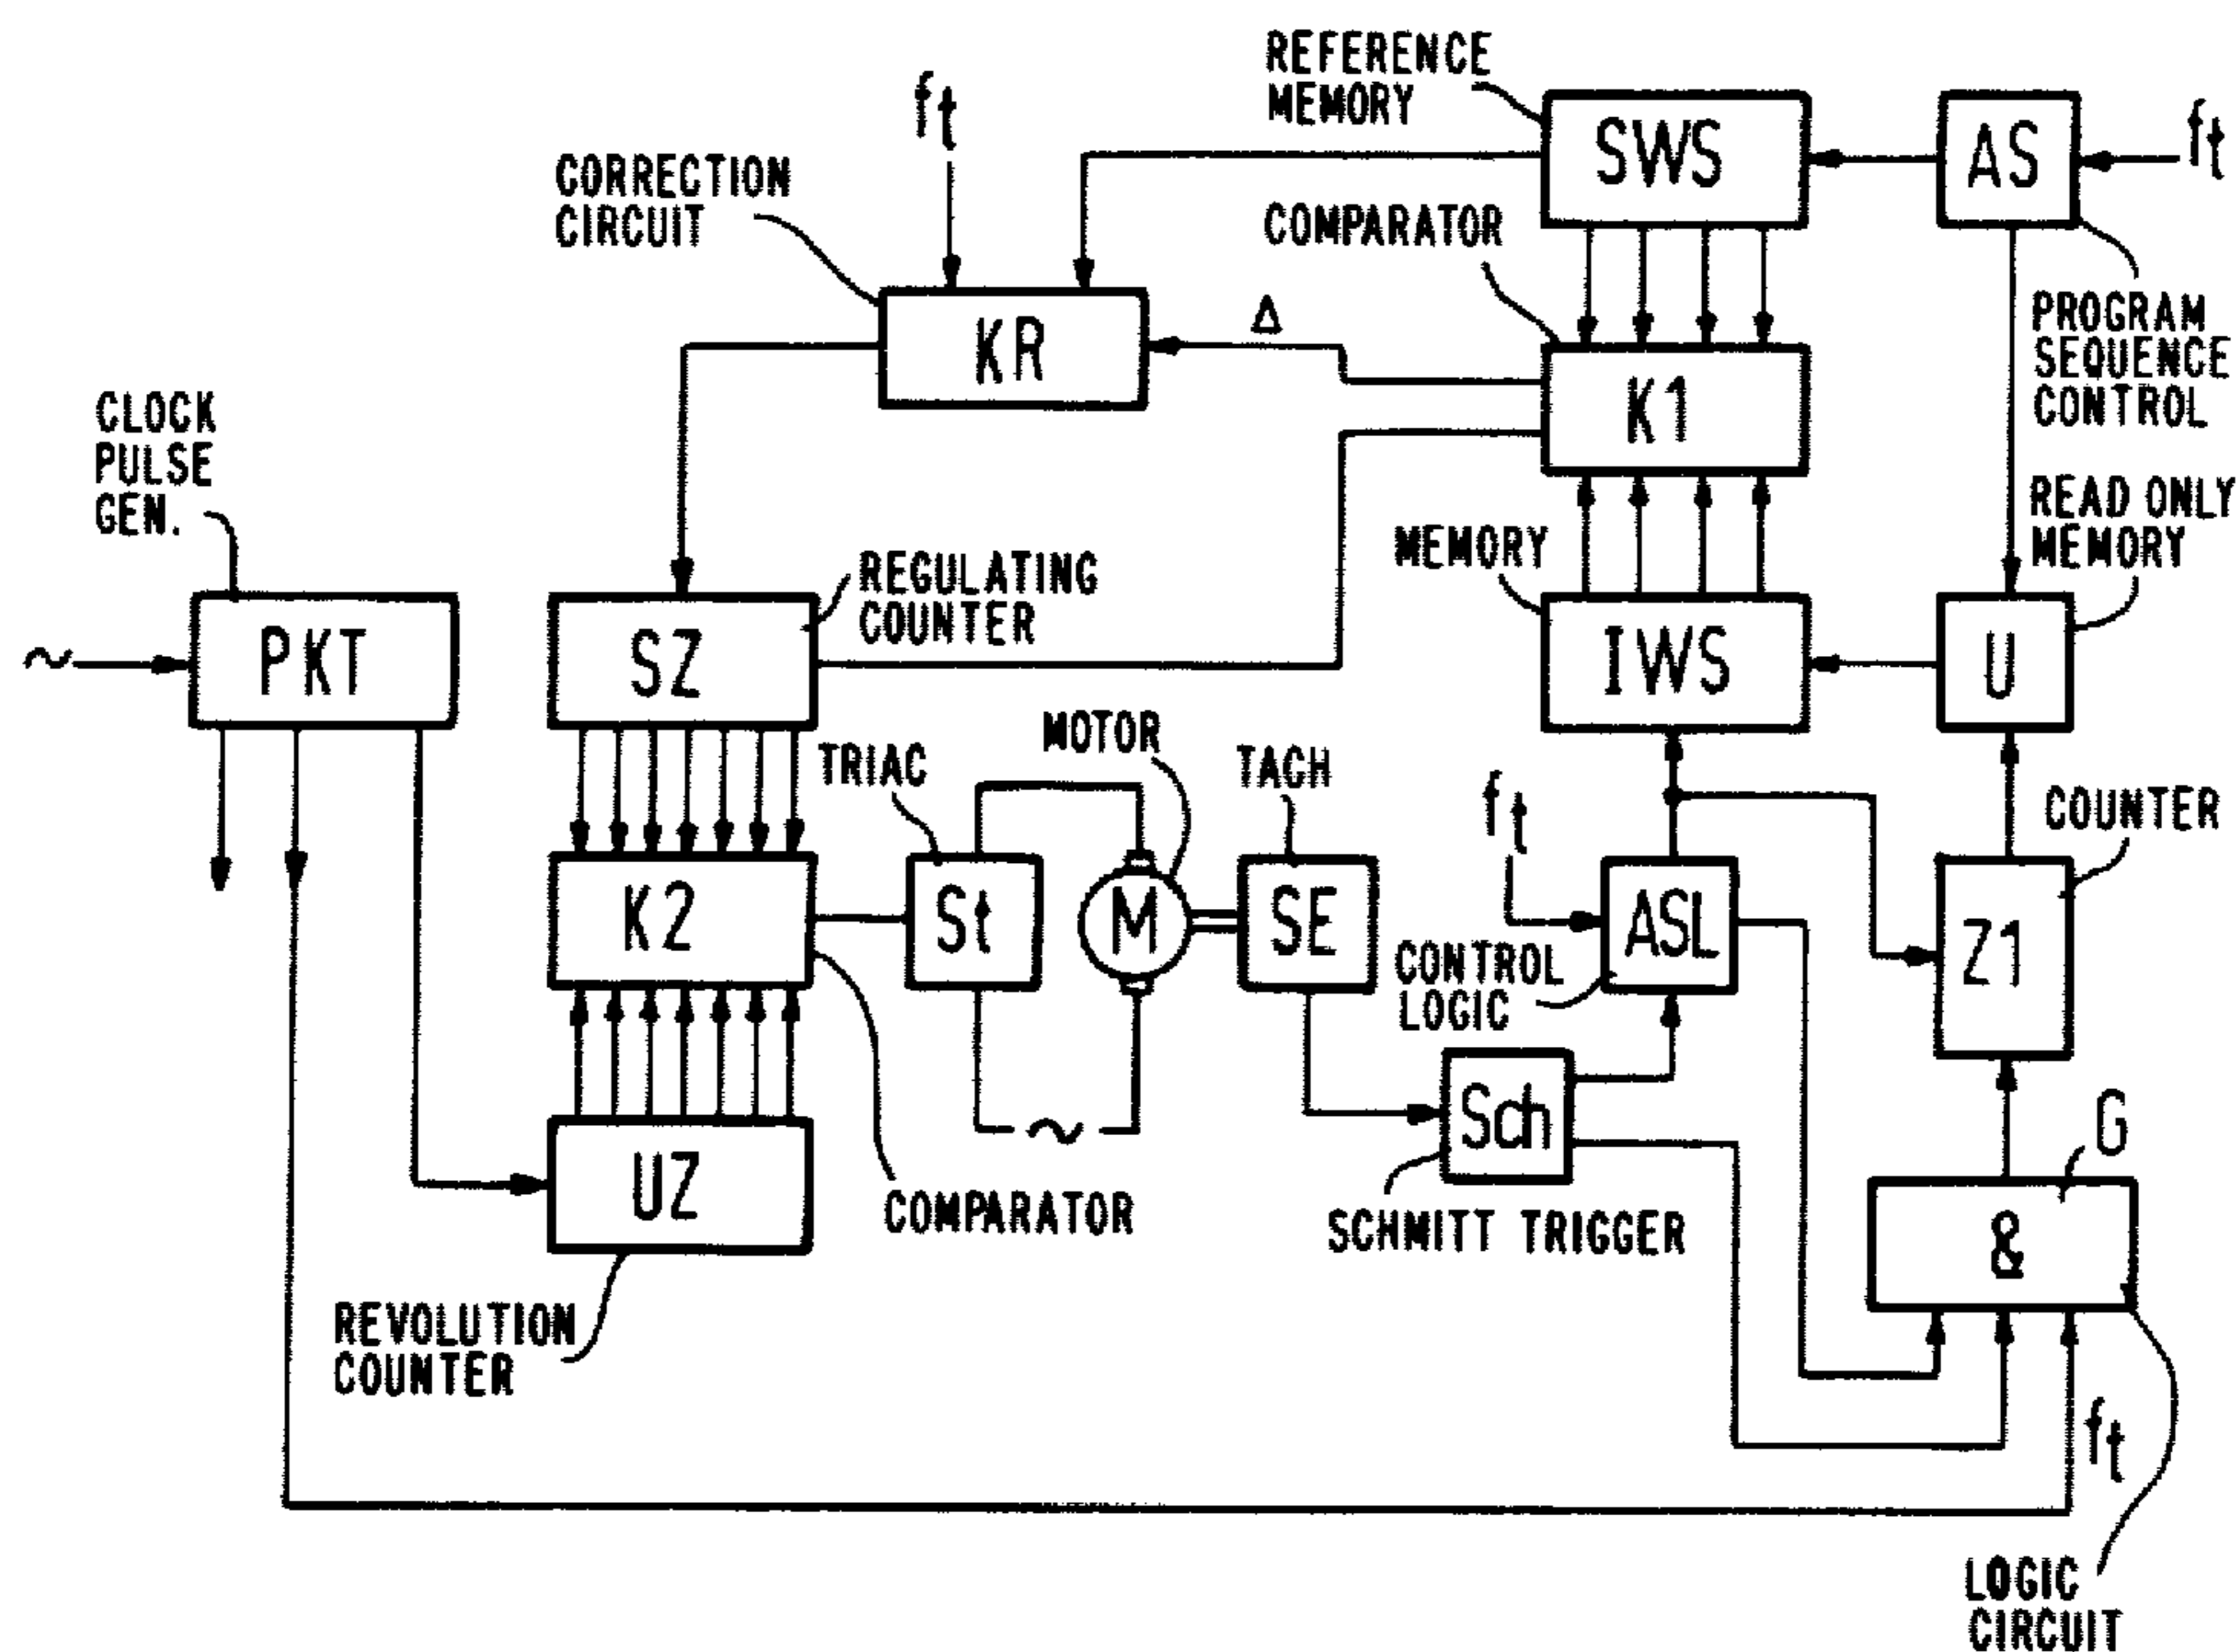 REFERENCE
MEMORY
ft
SWS
AS
ft
CORRECTION
CIRCUIT
COMPARATOR
KR
Δ
K1
PROGRAM
SEQUENCE
CONTROL
CLOCK
PULSE
GEN.
MEMORY
READ ONLY
MEMORY
REGULATING
COUNTER
~
PKT
SZ
IWS
U
TRIAC
MOTOR
TACH
ft
COUNTER
K2
St
M
SE
ASL
Z1
CONTROL
LOGIC
Sch
~
G
UZ
COMPARATOR
SCHMITT TRIGGER
&
REVOLUTION
COUNTER
ft
LOGIC
CIRCUIT